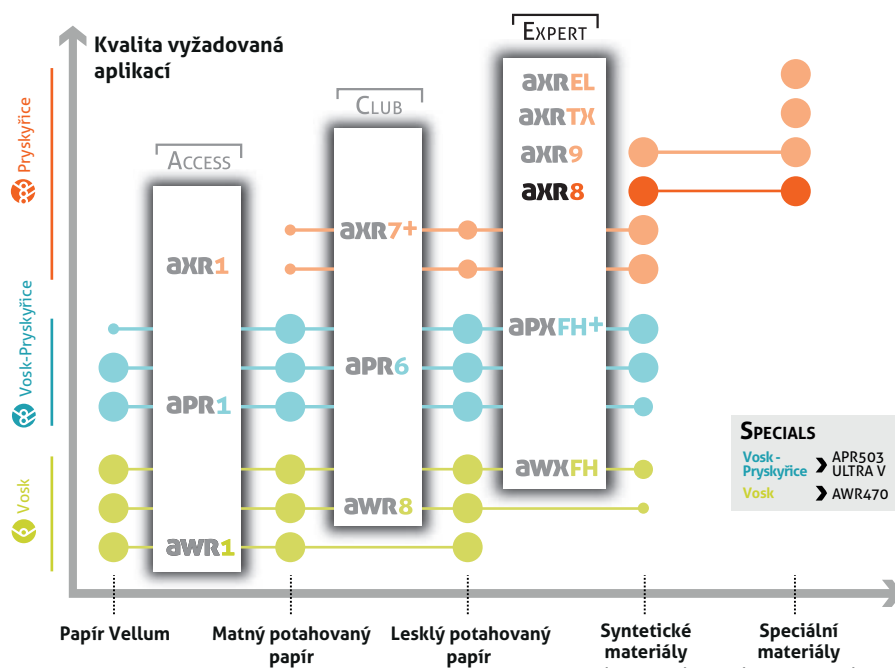 Kvalita vyžadovaná
aplikací
EXPERT
CLUB
ACCESS
Pryskyřice
Vosk-Pryskyřice
Vosk
aXREL
aXRTX
aXR9
aXR8
aXR7+
aXR1
aPXFH+
aPR6
aPR1
aWXFH
aWR8
aWR1
SPECIALS
Vosk - APR503
Pryskyřice ULTRA V
Vosk AWR470
Papír Vellum
Matný potahovaný
papír
Lesklý potahovaný
papír
Syntetické
materiály
Speciální
materiály